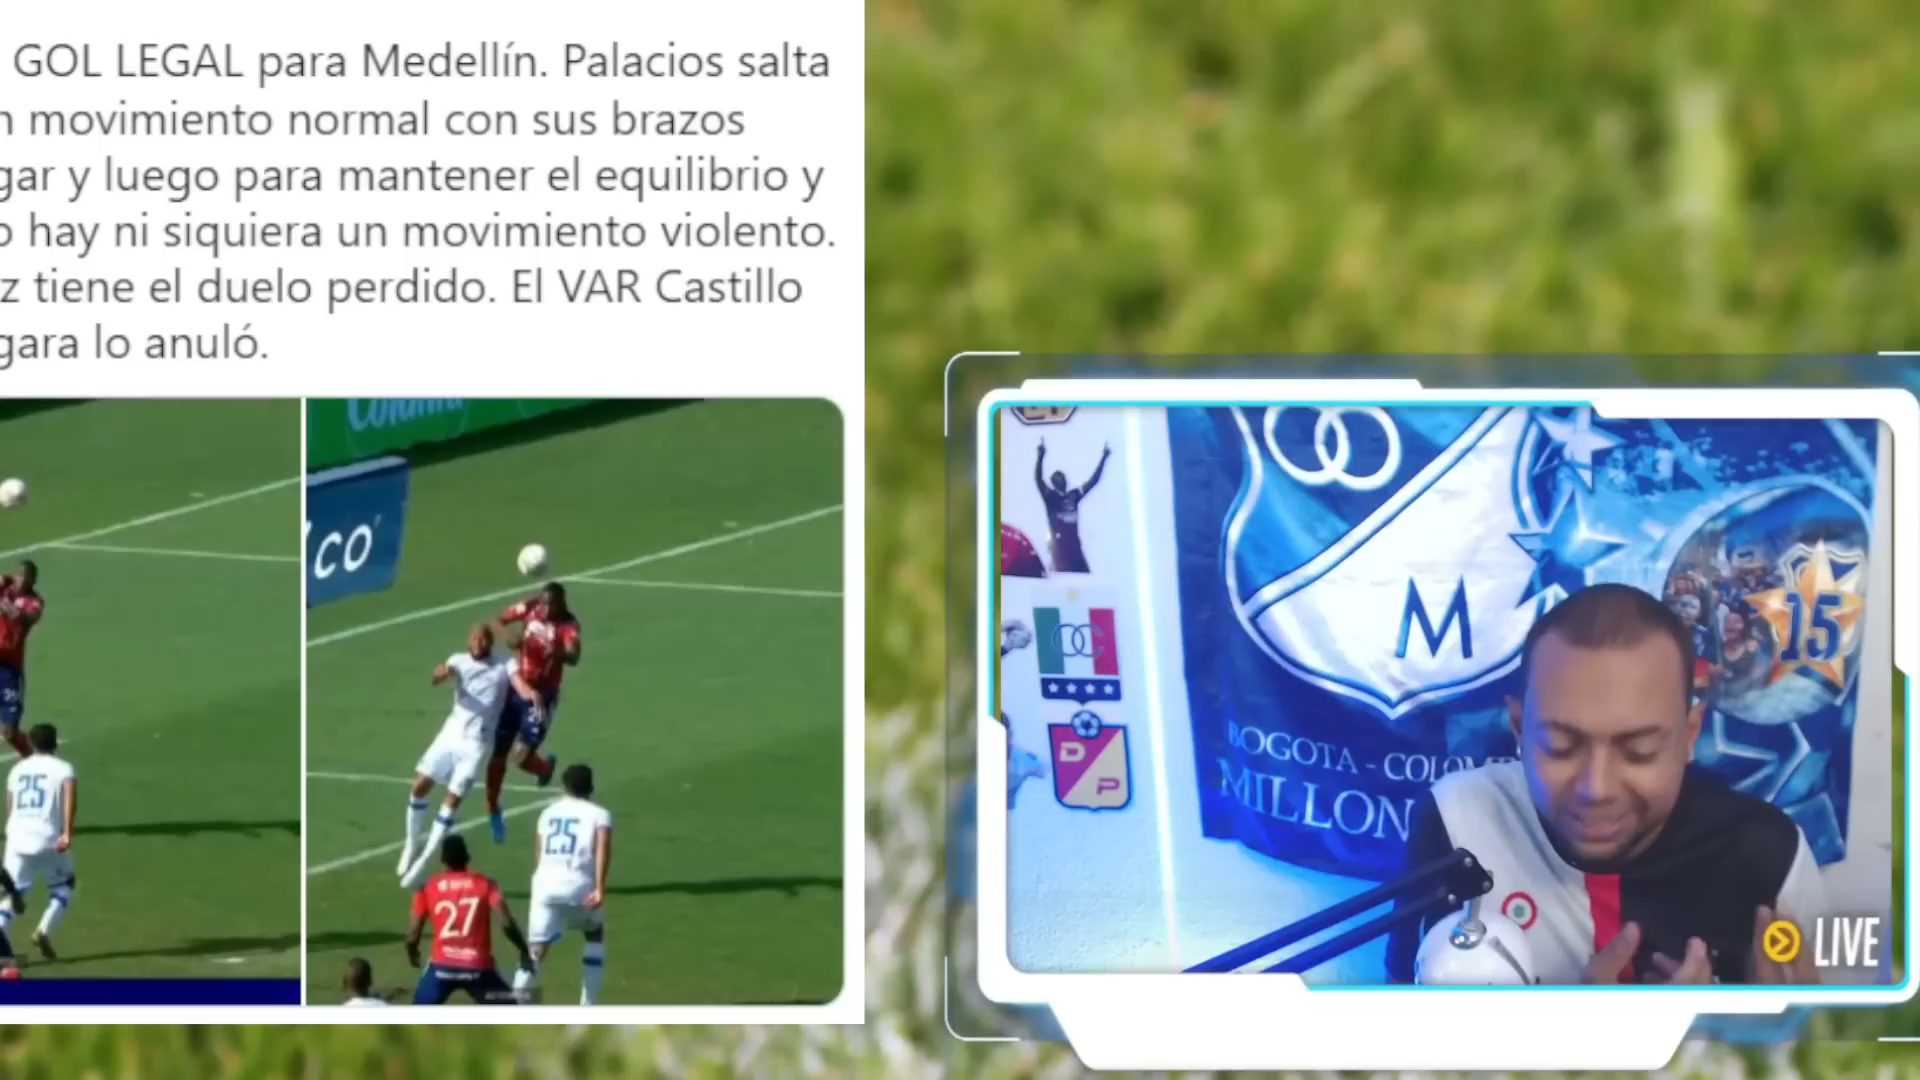 GOL LEGAL para Medellín. Palacios salta
movimiento normal con sus brazos
gar y luego para mantener el equilibrio y
hay ni siquiera un movimiento violento.
z tiene el duelo perdido. El VAR Castillo
gara lo anuló.
co
25
25
27
M
15
BOGOTA - COLOM
MILLON
D
P
LIVE